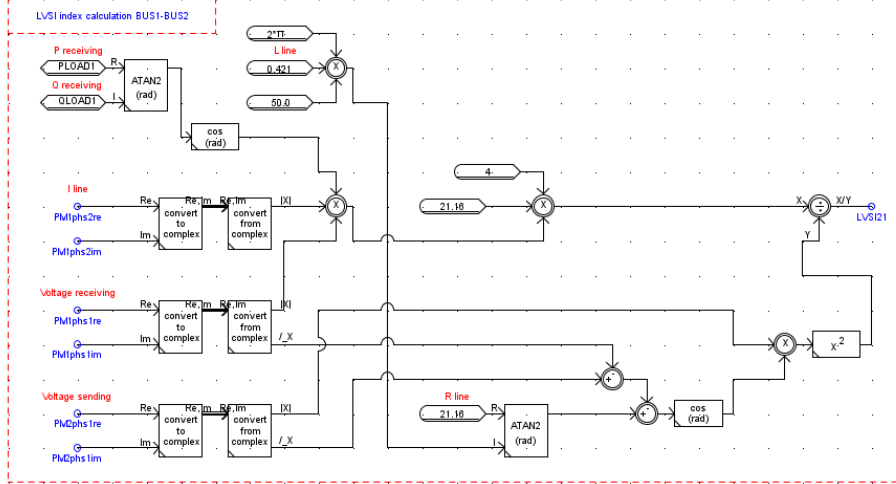 LVSI index calculation BUS1-BUS2
2*π
P receiving
L line
PLOAD1
R
ATAN2
(rad)
0.421
X
Q receiving
QLOAD1
I
50.0
cos
(rad)
4
I line
Re
Re,Im
Re,Im
|X|
PM1phs2re
convert
to
complex
convert
from
complex
X
21.16
X
X
÷
X/Y
LVSI21
Im
PM1phs2im
Y
Voltage receiving
Re
Re,Im
Re,Im
|X|
PM1phs1re
convert
to
complex
convert
from
complex
Im
/_X
PM1phs1im
X
X^2
+
-
Voltage sending
R line
Re
Re,Im
Re,Im
|X|
PM2phs1re
convert
to
complex
convert
from
complex
21.16
R
ATAN2
(rad)
+
-
cos
(rad)
Im
/_X
I
PM2phs1im